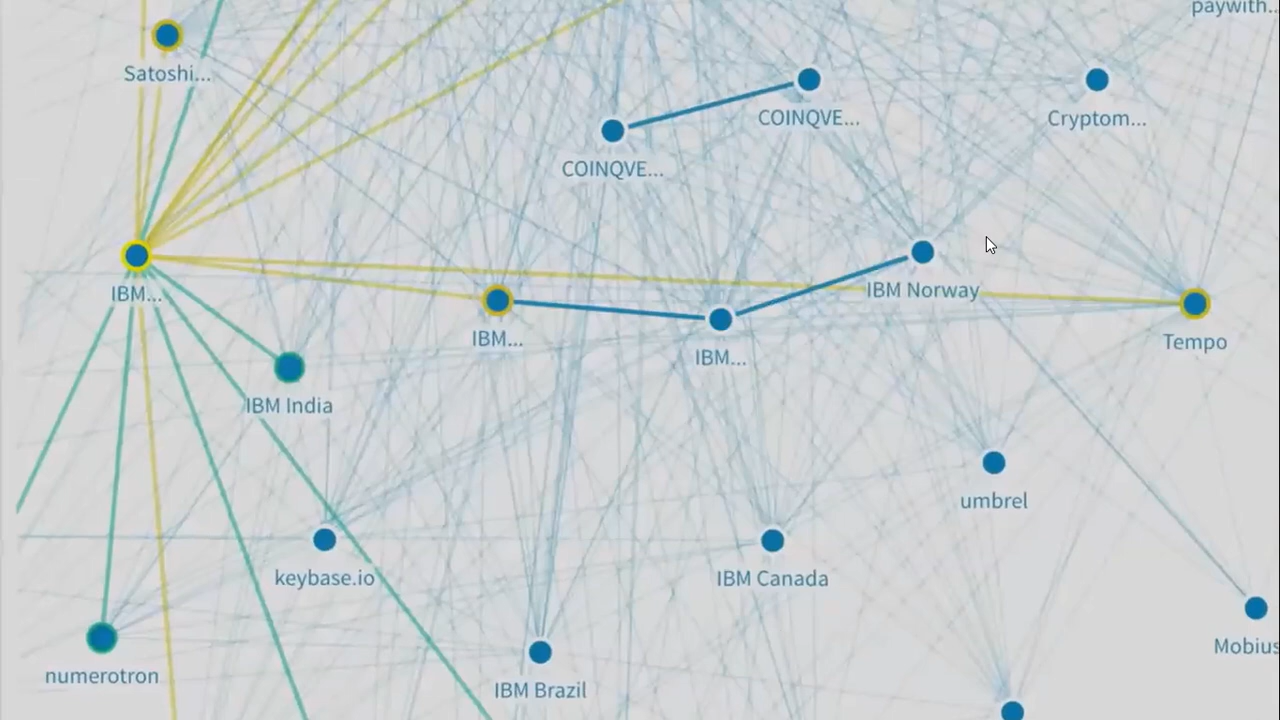 paywith...
Satoshi...
COINQVE...
Cryptom...
COINQVE...
IBM...
IBM Norway
IBM...
Tempo
IBM...
IBM India
umbrel
keybase.io
IBM Canada
Mobius
numerotron
IBM Brazil